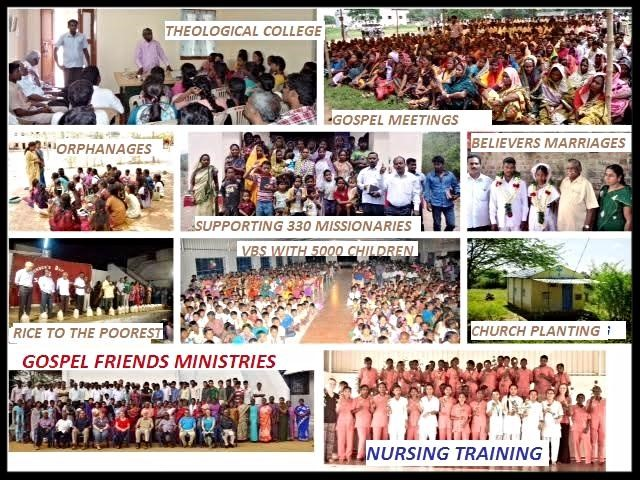 THEOLOGICAL COLLEGE
GOSPEL MEETINGS
ORPHANAGES
SUPPORTING 330 MISSIONARIES
BELIEVERS MARRIAGES
RICE TO THE POOREST
VBS WITH 5000 CHILDREN
CHURCH PLANTING
GOSPEL FRIENDS MINISTRIES
NURSING TRAINING